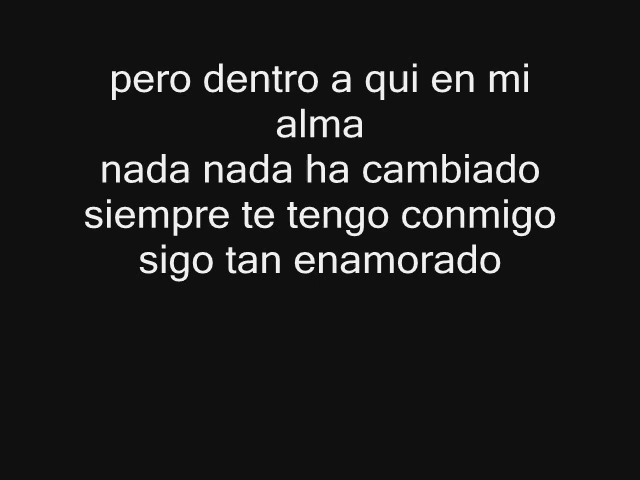 pero dentro a qui en mi
alma
nada nada ha cambiado
siempre te tengo conmigo
sigo tan enamorado